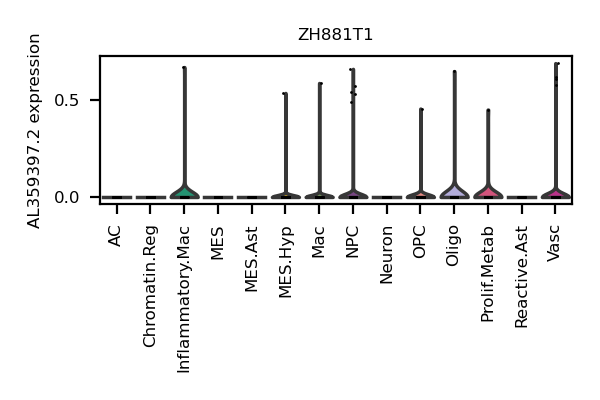 ZH881T1
AL359397.2 expression
0.5
0.0
AC
Chromatin.Reg
Inflammatory.Mac
MES
MES.Ast
MES.Hyp
Mac
NPC
Neuron
OPC
Oligo
Prolif.Metab
Reactive.Ast
Vasc